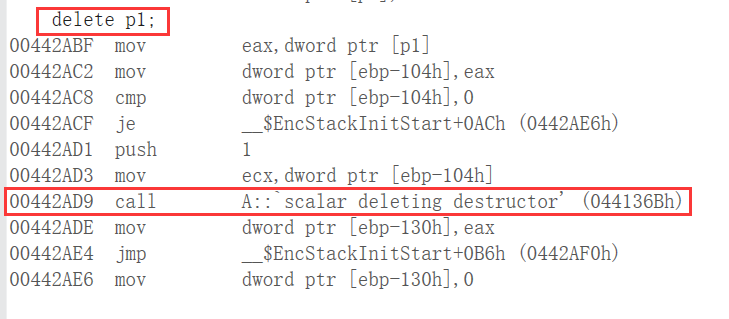 delete p1;
00442ABF mov eax,dword ptr [p1]
00442AC2 mov dword ptr [ebp-104h],eax
00442AC8 cmp dword ptr [ebp-104h],0
00442ACF je __$EncStackInitStart+0ACh (0442AE6h)
00442AD1 push 1
00442AD3 mov ecx,dword ptr [ebp-104h]
00442AD9 call A::`scalar deleting destructor' (044136Bh)
00442ADE mov dword ptr [ebp-130h],eax
00442AE4 jmp __$EncStackInitStart+0B6h (0442AF0h)
00442AE6 mov dword ptr [ebp-130h],0